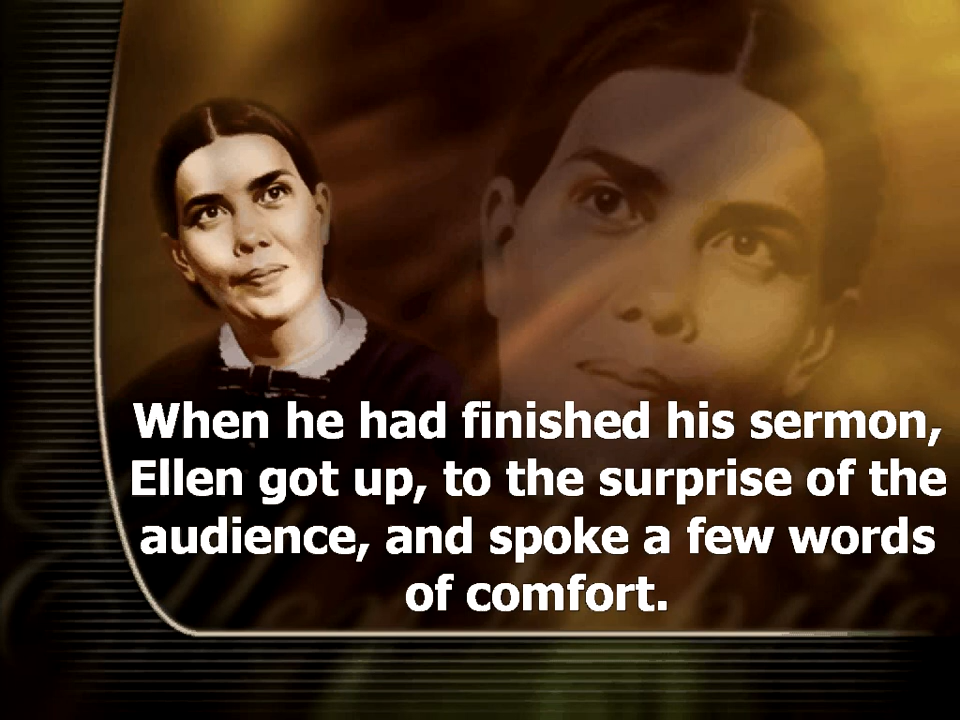 When he had finished his sermon,
Ellen got up, to the surprise of the
audience, and spoke a few words
of comfort.